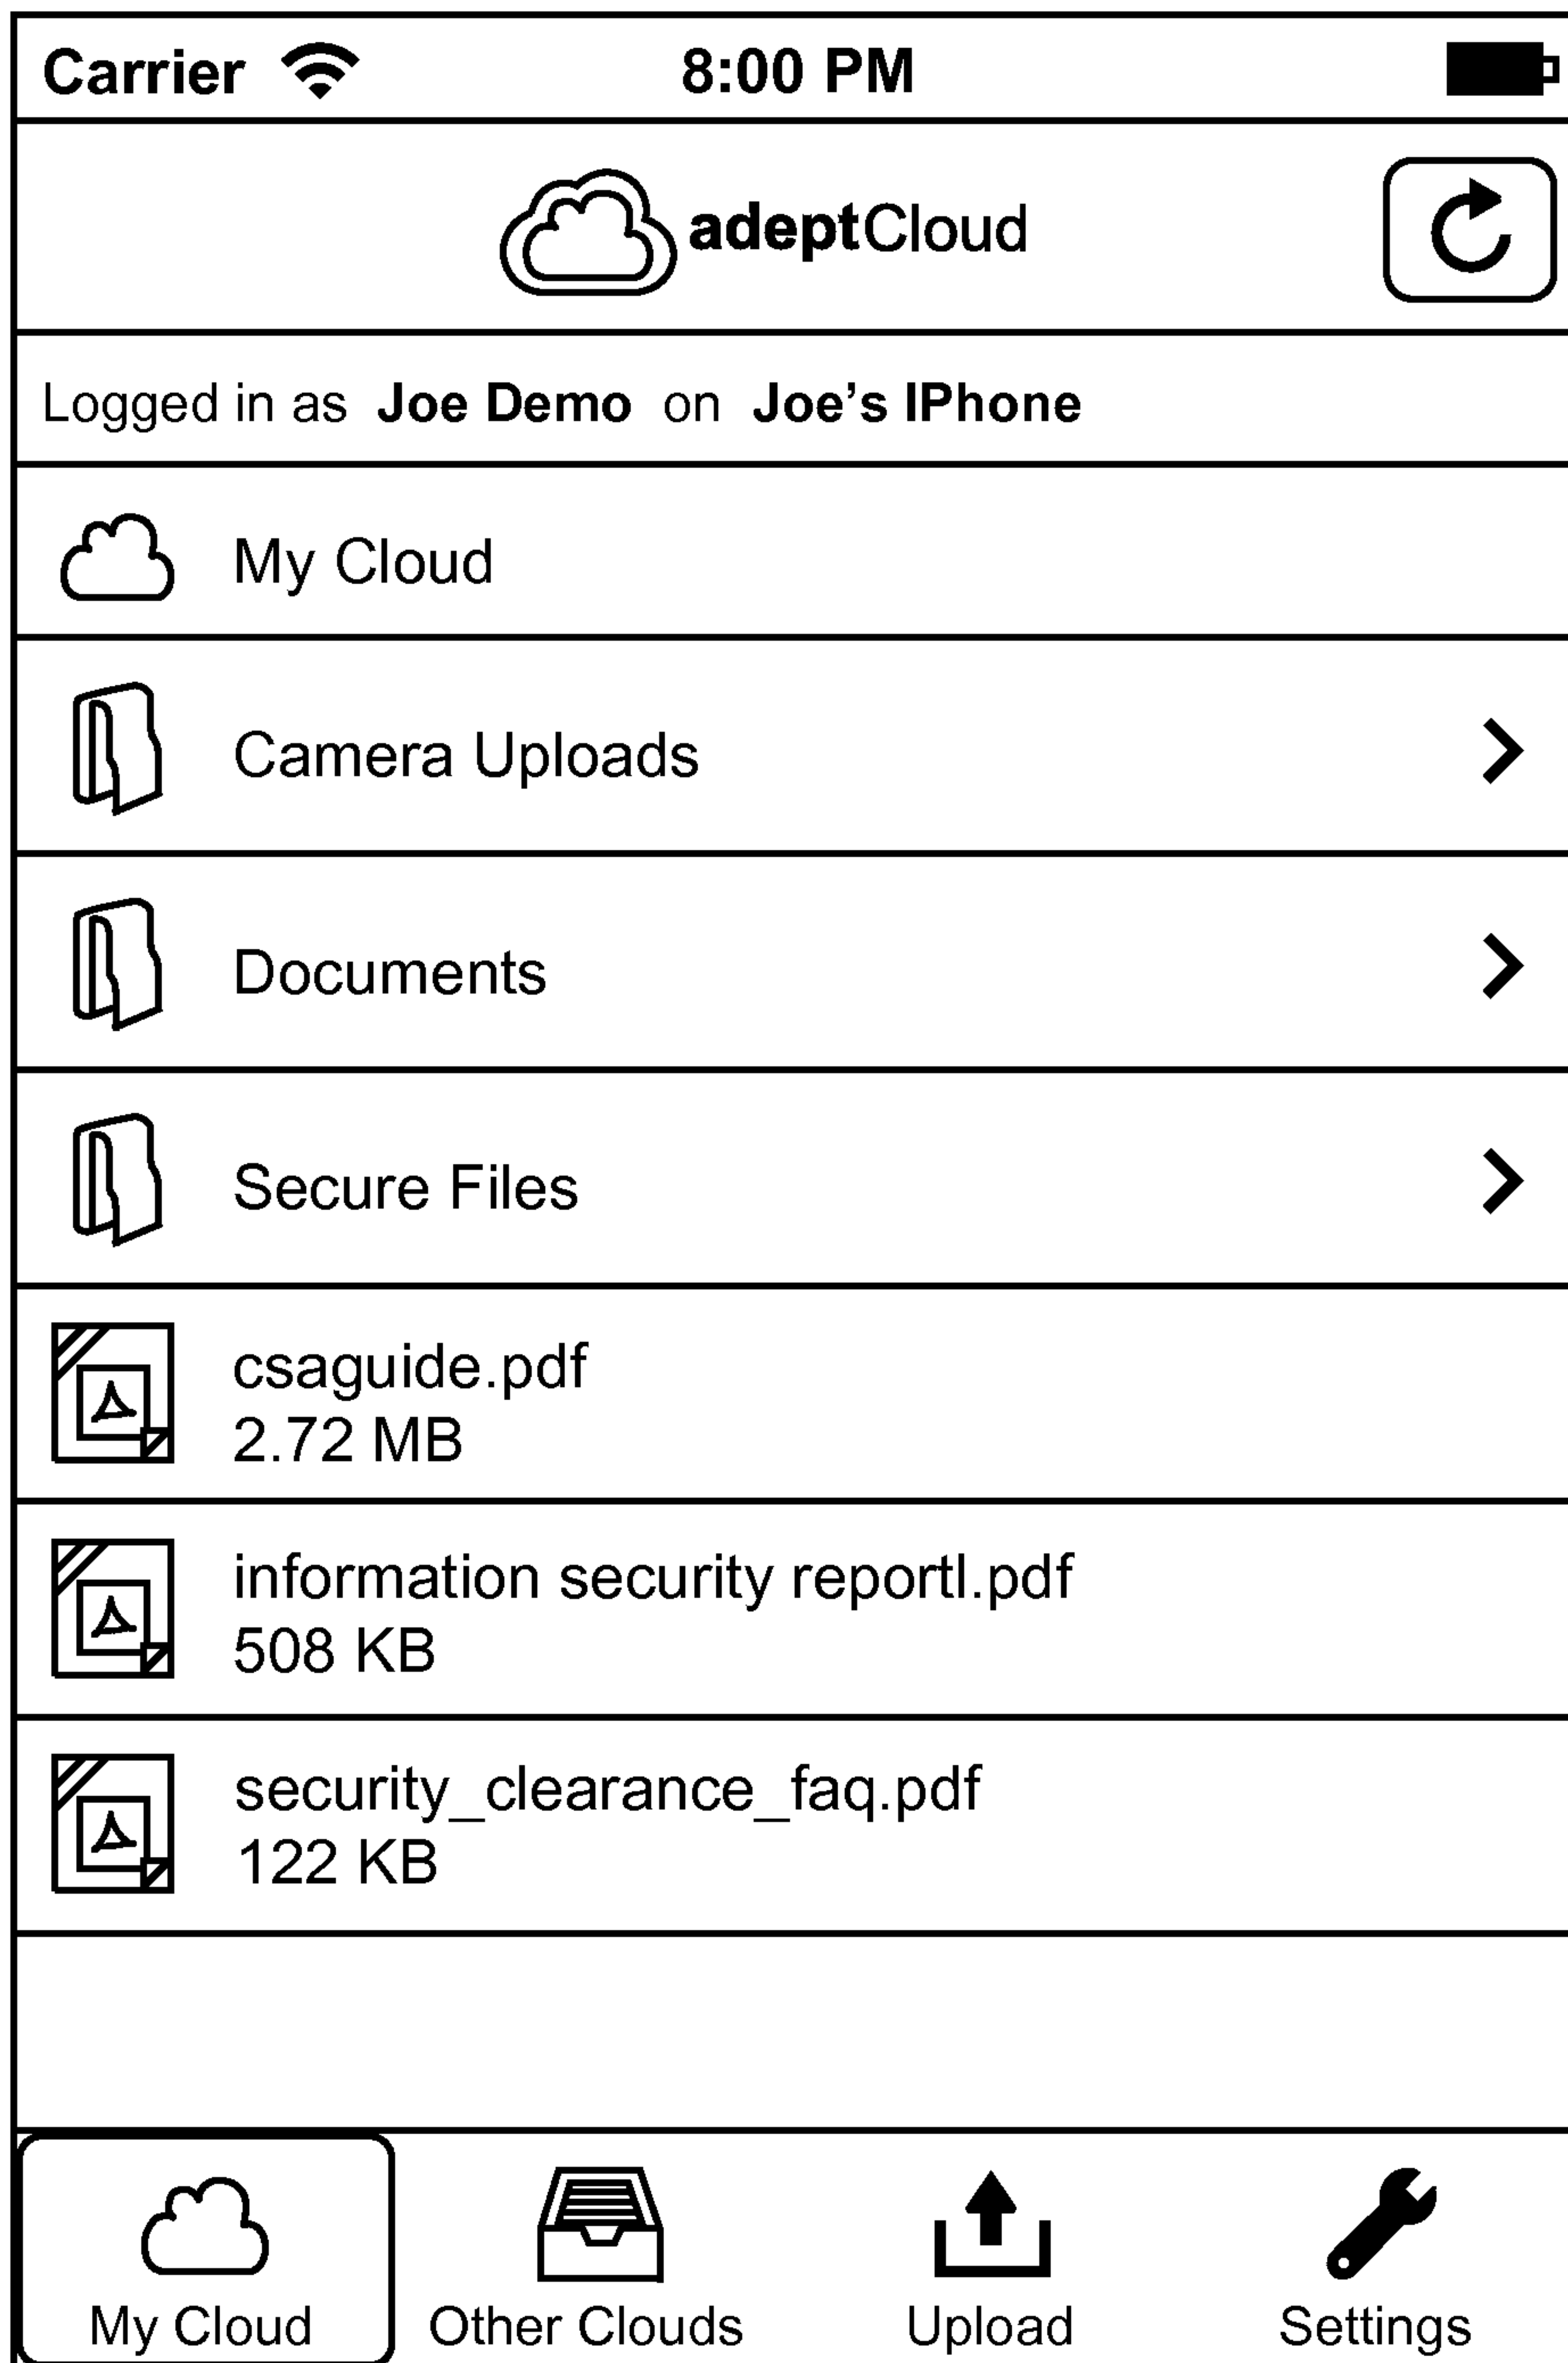 Carrier 8:00 PM
adeptCloud
Logged in as Joe Demo on Joe's IPhone
My Cloud
Camera Uploads
Documents
Secure Files
csaguide.pdf
2.72 MB
information security reportl.pdf
508 KB
security_clearance_faq.pdf
122 KB
My Cloud Other Clouds Upload Settings